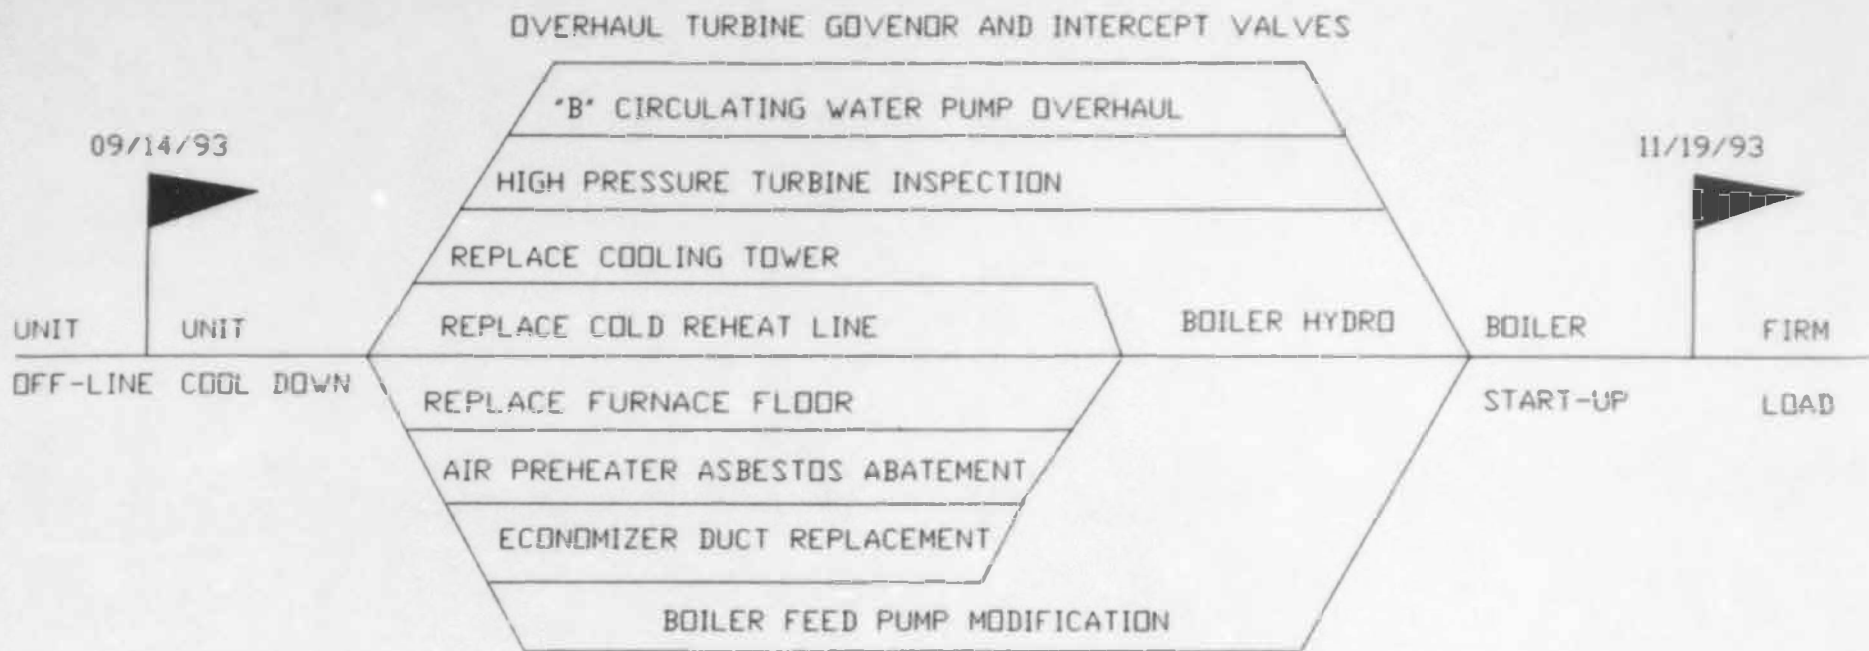 OVERHAUL TURBINE GOVENOR AND INTERCEPT VALVES
"B" CIRCULATING WATER PUMP OVERHAUL
09/14/93
11/19/93
HIGH PRESSURE TURBINE INSPECTION
REPLACE COOLING TOWER
UNIT UNIT REPLACE COLD REHEAT LINE BOILER HYDRO BOILER FIRM
OFF-LINE COOL DOWN REPLACE FURNACE FLOOR START-UP LOAD
AIR PREHEATER ASBESTOS ABATEMENT
ECONOMIZER DUCT REPLACEMENT
BOILER FEED PUMP MODIFICATION